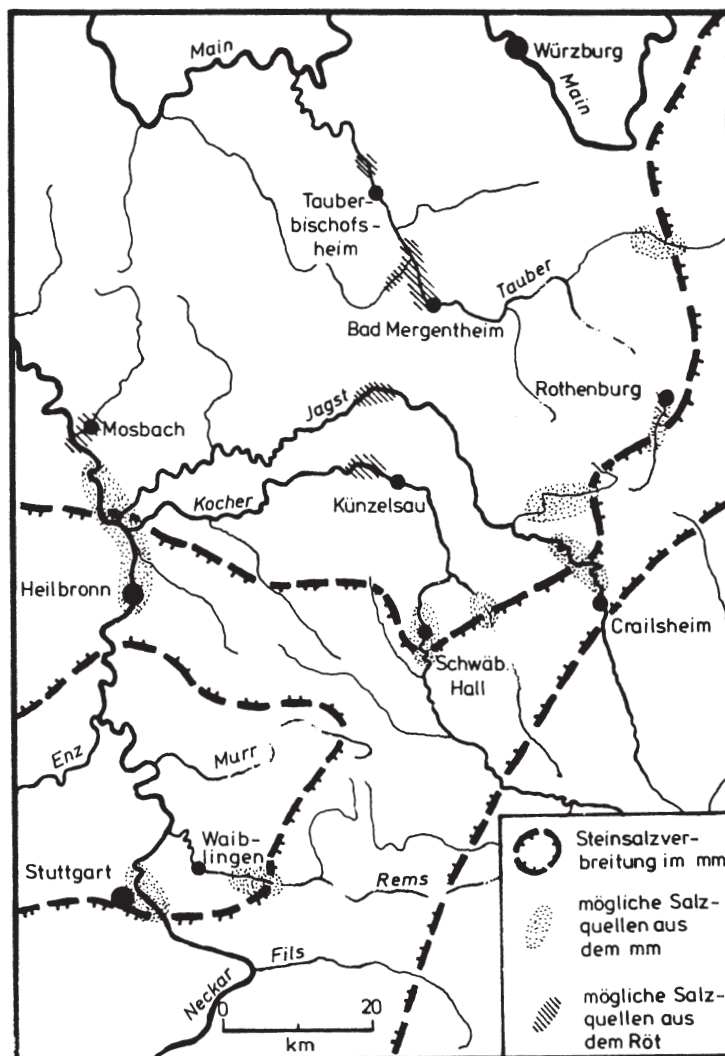 Main
Würzburg
Main
Tauber-
bischofs-
heim
Tauber
Bad Mergentheim
Rothenburg
Jagst
Mosbach
Kocher
Künzelsau
Heilbronn
Crailsheim
Schwäb.
Hall
Enz
Murr
Waib-
lingen
Stuttgart
Rems
Fils
Neckar
0 20
km
Steinsalzver-
breitung im mm
mögliche Salz-
quellen aus
dem mm
mögliche Salz-
quellen aus
dem Röt